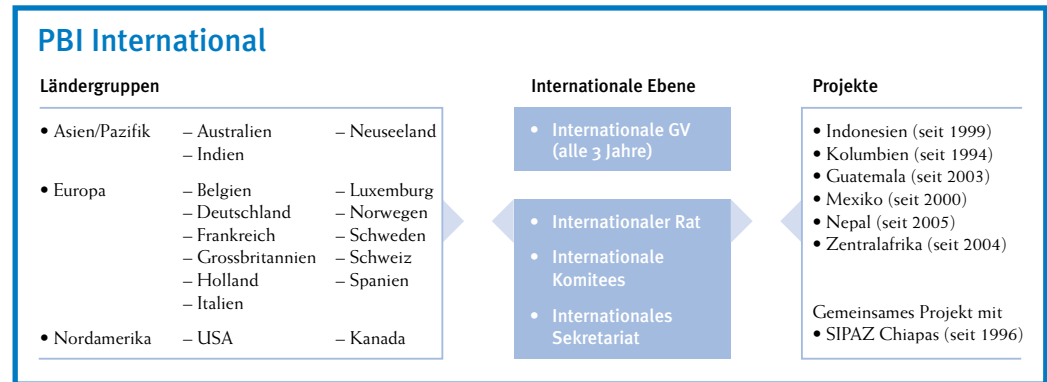 PBI International
Ländergruppen
• Asien/Pazifik – Australien – Neuseeland
– Indien
• Europa – Belgien – Luxemburg
– Deutschland – Norwegen
– Frankreich – Schweden
– Grossbritannien – Schweiz
– Holland – Spanien
– Italien
• Nordamerika – USA – Kanada
Internationale Ebene
• Internationale GV
(alle 3 Jahre)
• Internationaler Rat
• Internationale
Komitees
• Internationales
Sekretariat
Projekte
• Indonesien (seit 1999)
• Kolumbien (seit 1994)
• Guatemala (seit 2003)
• Mexiko (seit 2000)
• Nepal (seit 2005)
• Zentralafrika (seit 2004)
Gemeinsames Projekt mit
• SIPAZ Chiapas (seit 1996)